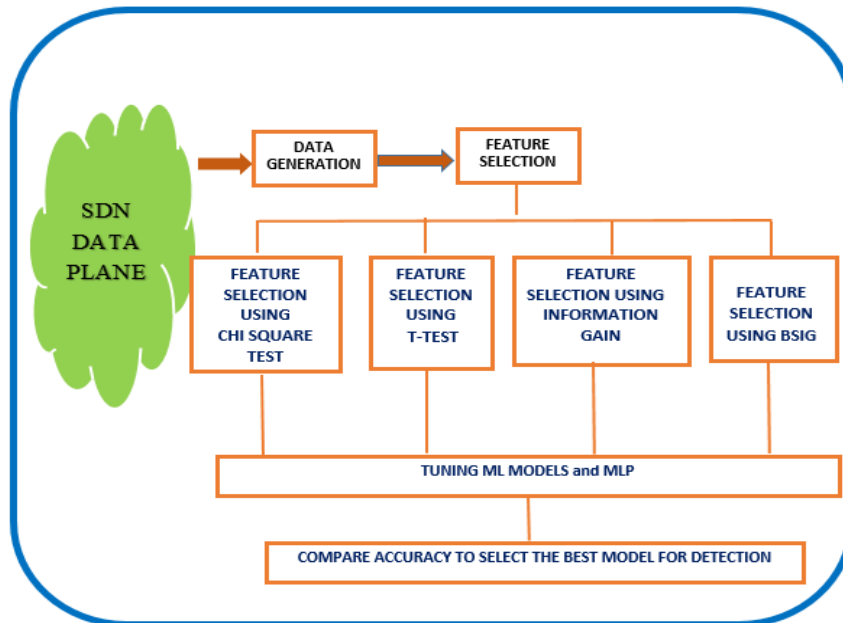 DATA
GENERATION
FEATURE
SELECTION
SDN
DATA
PLANE
FEATURE
SELECTION
USING
CHI SQUARE
TEST
FEATURE
SELECTION
USING
T-TEST
FEATURE
SELECTION USING
INFORMATION
GAIN
FEATURE
SELECTION
USING BSIG
TUNING ML MODELS and MLP
COMPARE ACCURACY TO SELECT THE BEST MODEL FOR DETECTION